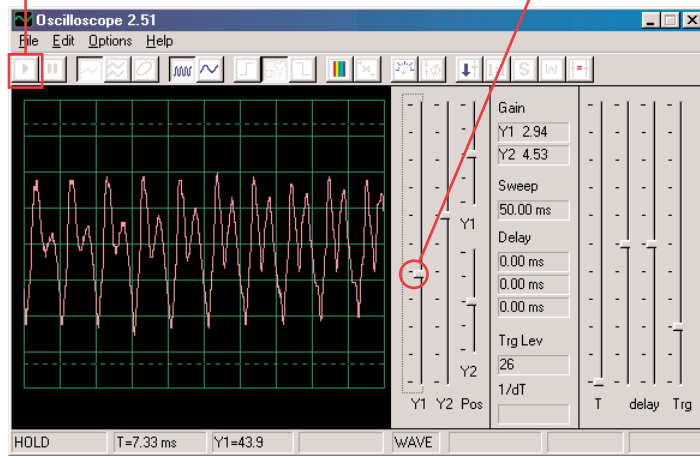 Oscilloscope 2.51
File Edit Options Help
S W
Gain
Y1 2.94
Y2 4.53
Sweep
50.00 ms
Y1
Delay
0.00 ms
0.00 ms
0.00 ms
Trg Lev
26
Y2
1/dT
Y1 Y2 Pos
T delay Trg
HOLD T=7.33 ms Y1=43.9 WAVE